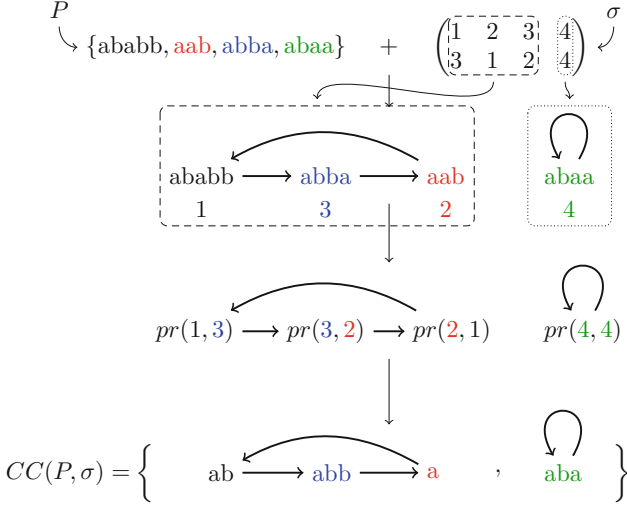 P σ
{ababb, aab, abba, abaa} + ( 1 2 3 4
3 1 2 4 )
ababb abba aab abaa
1 3 2 4
pr(1, 3) pr(3, 2) pr(2, 1) pr(4, 4)
CC(P, σ) = { ab abb a , aba }